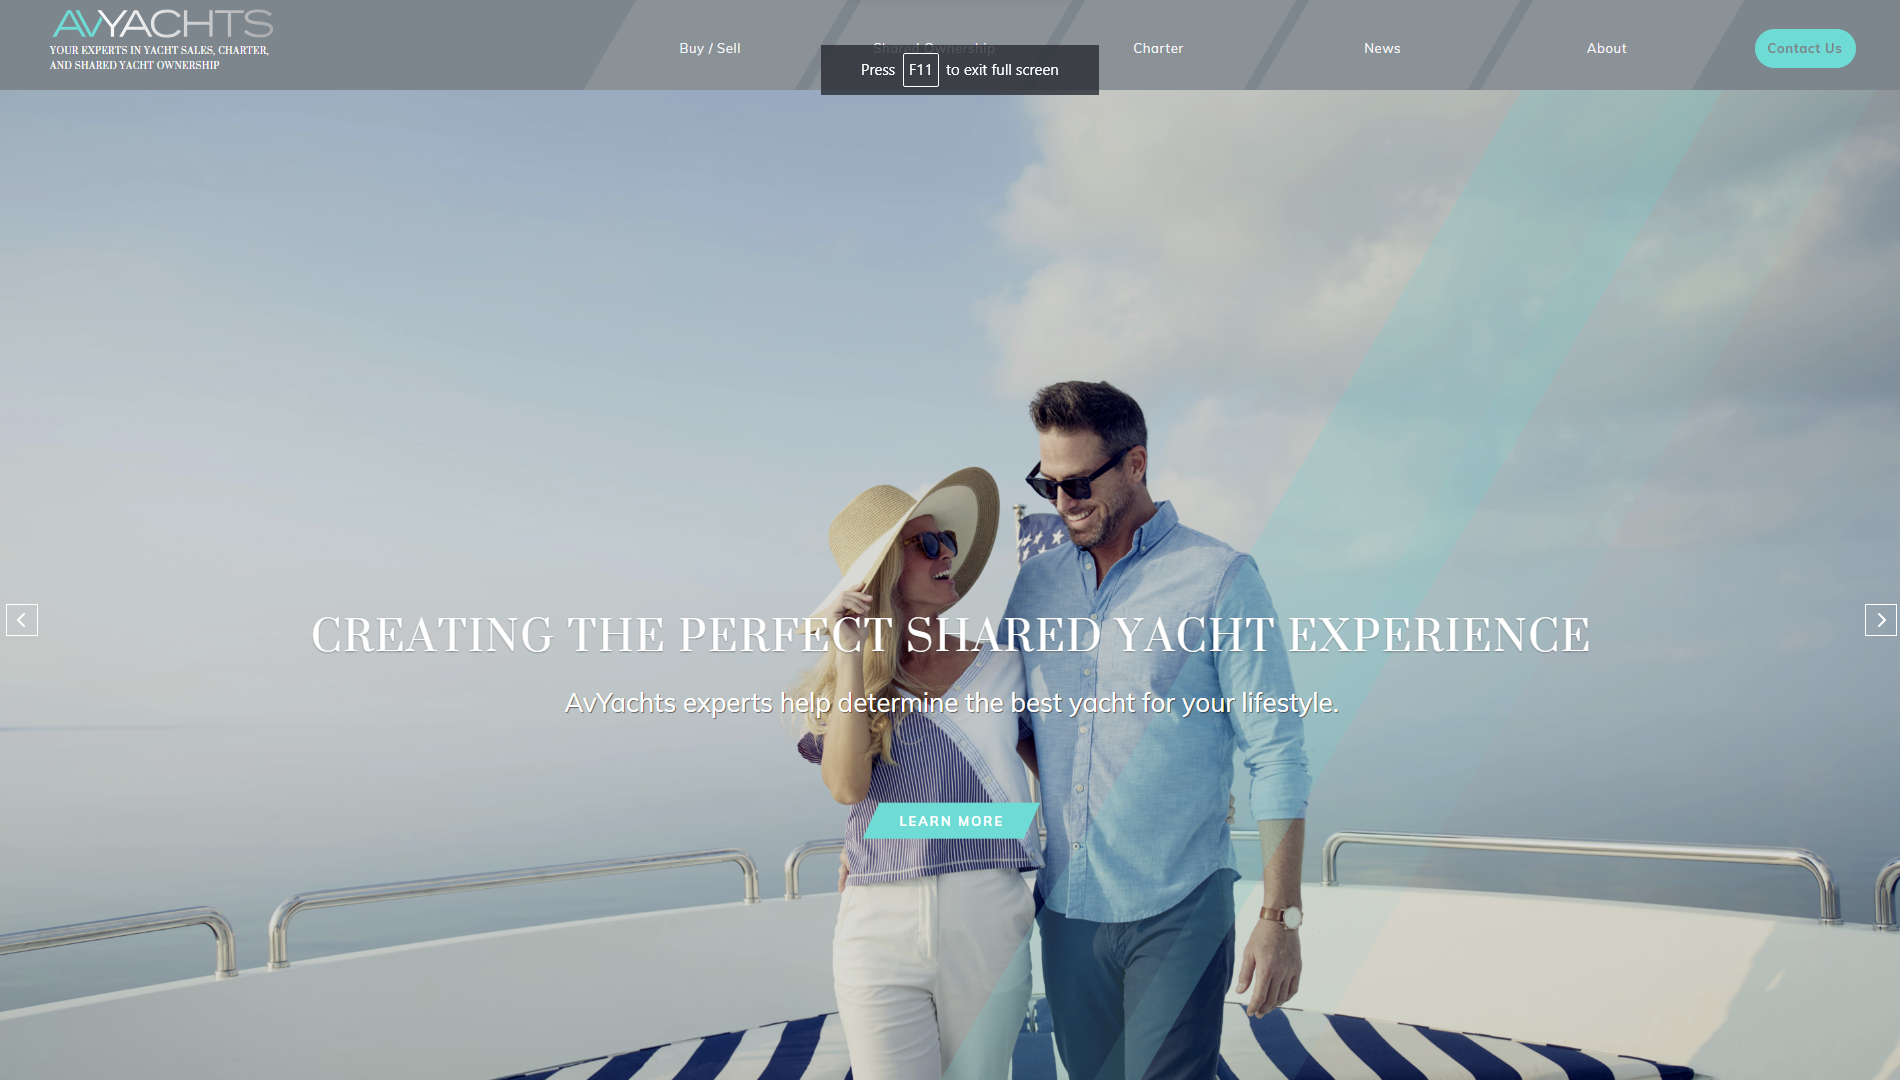 AVYACHTS
YOUR EXPERTS IN YACHT SALES, CHARTER,
AND SHARED YACHT OWNERSHIP
Buy / Sell
Shared Ownership
Charter
News
About
Contact Us
Press F11 to exit full screen
CREATING THE PERFECT SHARED YACHT EXPERIENCE
AvYachts experts help determine the best yacht for your lifestyle.
LEARN MORE